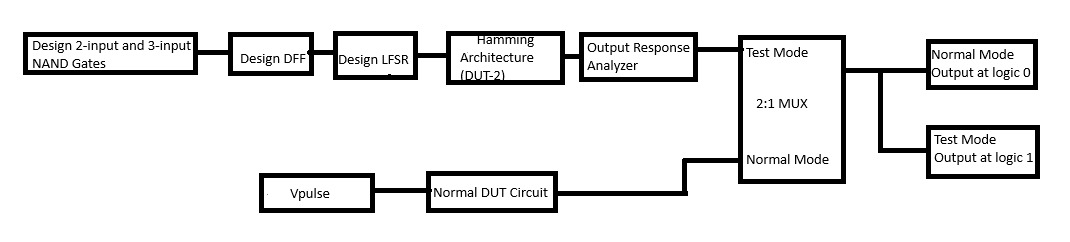 Design 2-input and 3-input
NAND Gates
Design DFF
Design LFSR
Hamming
Architecture
(DUT-2)
Output Response
Analyzer
Test Mode
2:1 MUX
Normal Mode
Normal Mode
Output at logic 0
Test Mode
Output at logic 1
Vpulse
Normal DUT Circuit